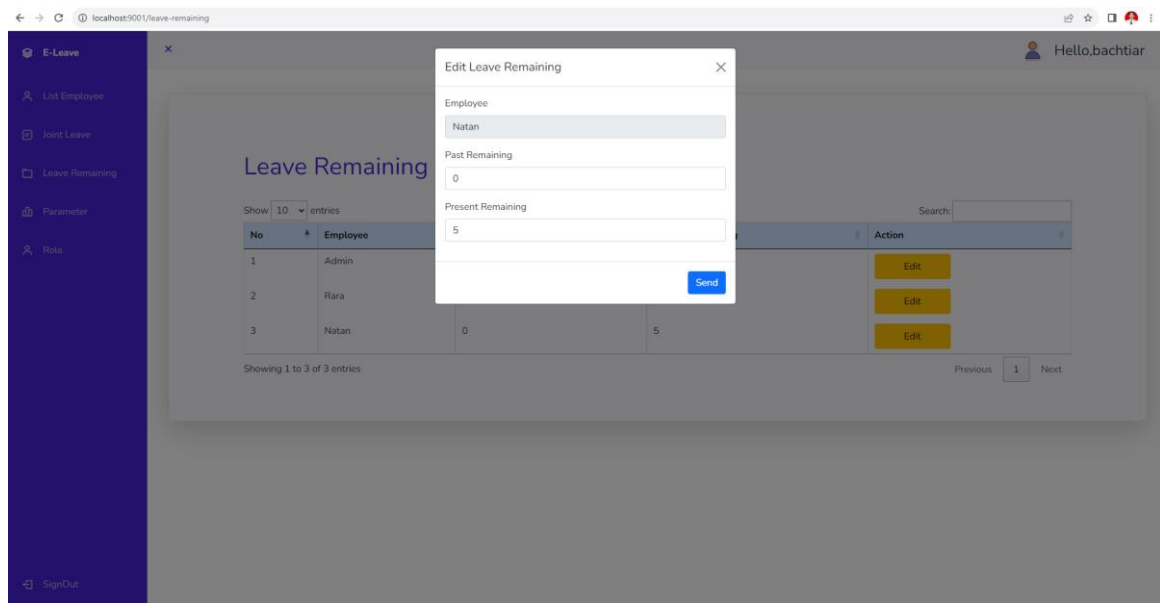 localhost:9001/leave-remaining
E-Leave
Hello,bachtiar
List Employee
Joint Leave
Leave Remaining
Parameter
Role
SignOut
Edit Leave Remaining
Employee
Natan
Past Remaining
0
Present Remaining
5
Send
Leave Remaining
Show 10 entries
Search:
No Employee g Action
1 Admin Edit
2 Rara Edit
3 Natan 0 5 Edit
Showing 1 to 3 of 3 entries
Previous 1 Next